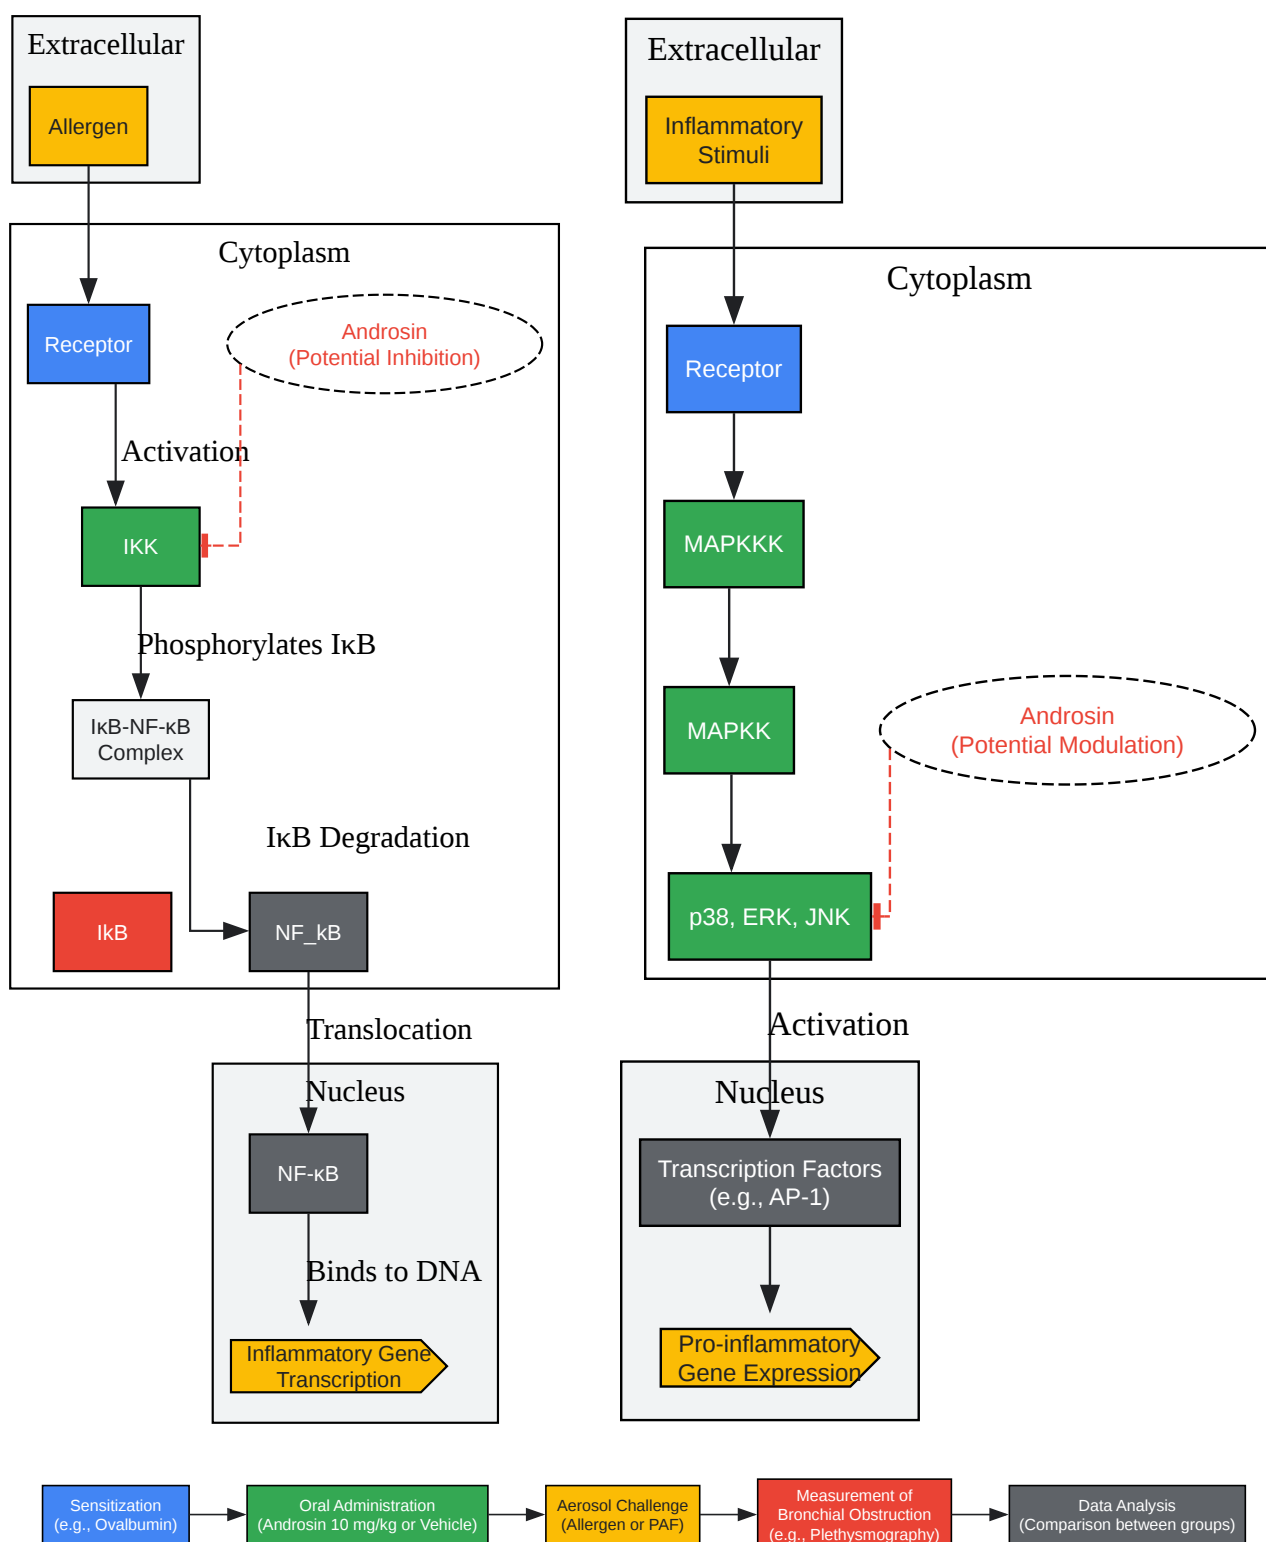 Extracellular
Allergen
Cytoplasm
Receptor
Androsin
(Potential Inhibition)
Activation
IKK
Phosphorylates IκB
IκB-NF-κB
Complex
IκB Degradation
IkB
NF_kB
Translocation
Nucleus
NF-κB
Binds to DNA
Inflammatory Gene
Transcription
Extracellular
Inflammatory
Stimuli
Cytoplasm
Receptor
MAPKKK
MAPKK
Androsin
(Potential Modulation)
p38, ERK, JNK
Activation
Nucleus
Transcription Factors
(e.g., AP-1)
Pro-inflammatory
Gene Expression
Sensitization
(e.g., Ovalbumin)
Oral Administration
(Androsin 10 mg/kg or Vehicle)
Aerosol Challenge
(Allergen or PAF)
Measurement of
Bronchial Obstruction
(e.g., Plethysmography)
Data Analysis
(Comparison between groups)